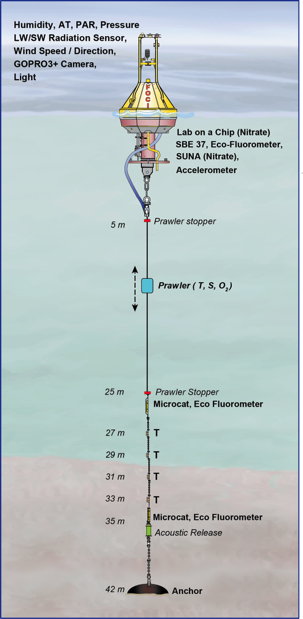 Humidity, AT, PAR, Pressure
LW/SW Radiation Sensor,
Wind Speed / Direction,
GOPRO3+ Camera,
Light
FOCI
Lab on a Chip (Nitrate)
SBE 37, Eco-Fluorometer,
SUNA (Nitrate),
Accelerometer
5 m Prawler stopper
Prawler ( T, S, O₂)
25 m Prawler Stopper
Microcat, Eco Fluorometer
27 m T
29 m T
31 m T
33 m T
35 m Microcat, Eco Fluorometer
Acoustic Release
42 m Anchor